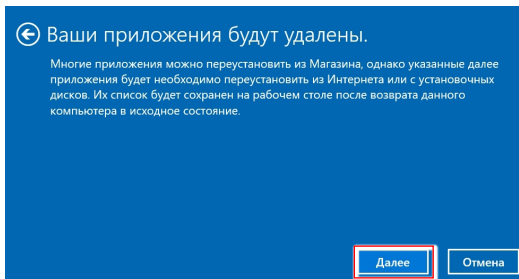 Ваши приложения будут удалены.
Многие приложения можно переустановить из Магазина, однако указанные далее
приложения будет необходимо переустановить из Интернета или с установочных
дисков. Их список будет сохранен на рабочем столе после возврата данного
компьютера в исходное состояние.
Далее Отмена